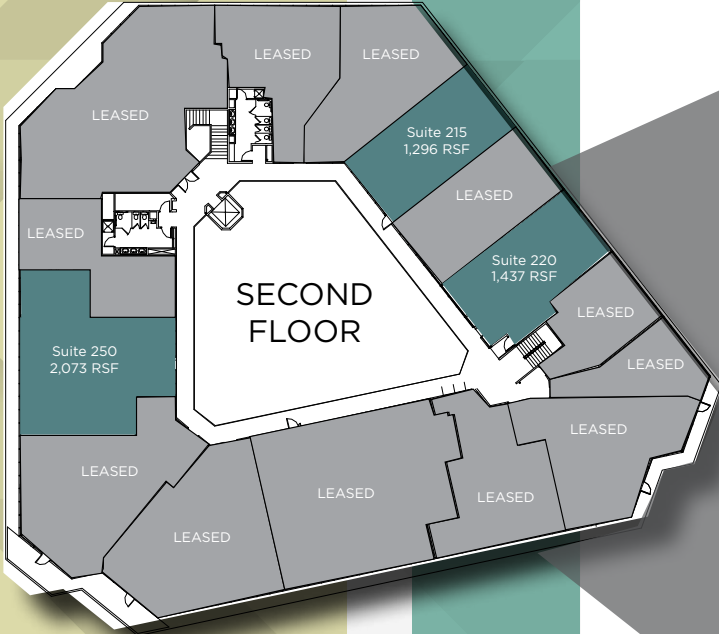 LEASED
LEASED
LEASED
Suite 215
1,296 RSF
LEASED
LEASED
Suite 220
1,437 RSF
SECOND
FLOOR
LEASED
Suite 250
2,073 RSF
LEASED
LEASED
LEASED
LEASED
LEASED
LEASED